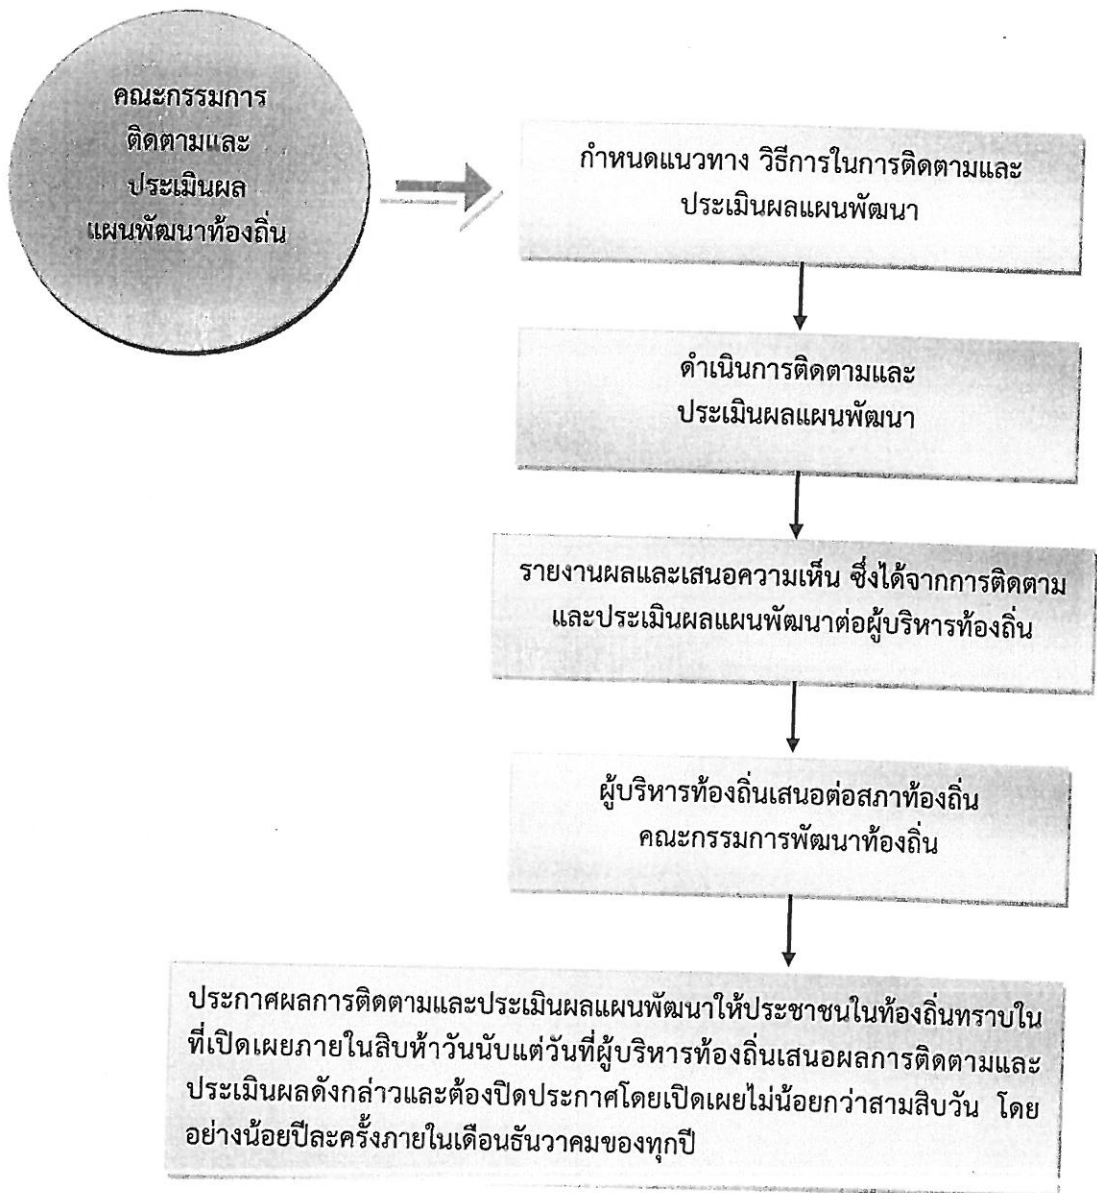 คณะกรรมการ
ติดตามและ
ประเมินผล
แผนพัฒนาท้องถิ่น
กำหนดแนวทาง วิธีการในการติดตามและ
ประเมินผลแผนพัฒนา
ดำเนินการติดตามและ
ประเมินผลแผนพัฒนา
รายงานผลและเสนอความเห็น ซึ่งได้จากการติดตาม
และประเมินผลแผนพัฒนาต่อผู้บริหารท้องถิ่น
ผู้บริหารท้องถิ่นเสนอต่อสภาท้องถิ่น
คณะกรรมการพัฒนาท้องถิ่น
ประกาศผลการติดตามและประเมินผลแผนพัฒนาให้ประชาชนในท้องถิ่นทราบใน
ที่เปิดเผยภายในสิบห้าวันนับแต่วันที่ผู้บริหารท้องถิ่นเสนอผลการติดตามและ
ประเมินผลดังกล่าวและต้องปิดประกาศโดยเปิดเผยไม่น้อยกว่าสามสิบวัน โดย
อย่างน้อยปีละครั้งภายในเดือนธันวาคมของทุกปี